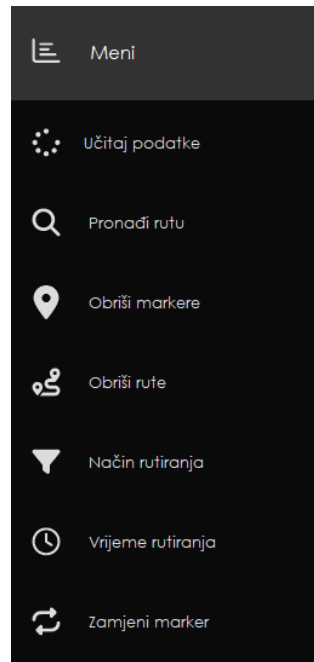 Meni
Učitaj podatke
Pronađi rutu
Obriši markere
Obriši rute
Način rutiranja
Vrijeme rutiranja
Zamjeni marker